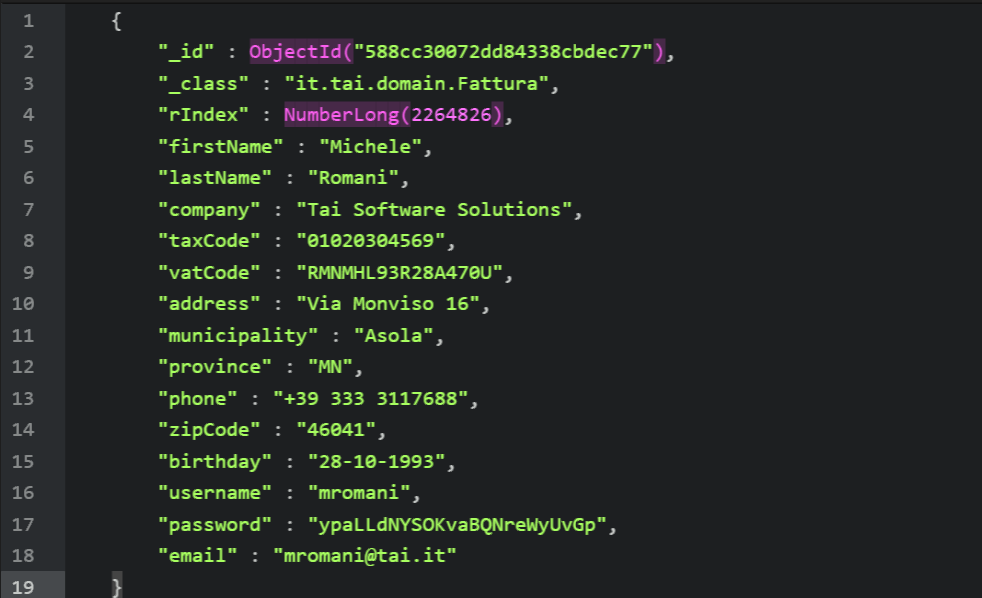 1 {
2 "_id" : ObjectId("588cc30072dd84338cbdec77"),
3 "_class" : "it.tai.domain.Fattura",
4 "rIndex" : NumberLong(2264826),
5 "firstName" : "Michele",
6 "lastName" : "Romani",
7 "company" : "Tai Software Solutions",
8 "taxCode" : "01020304569",
9 "vatCode" : "RMNMHL93R28A470U",
10 "address" : "Via Monviso 16",
11 "municipality" : "Asola",
12 "province" : "MN",
13 "phone" : "+39 333 3117688",
14 "zipCode" : "46041",
15 "birthday" : "28-10-1993",
16 "username" : "mromani",
17 "password" : "ypaLLdNYSOKvaBQNreWyUvGp",
18 "email" : "mromani@tai.it"
19 }